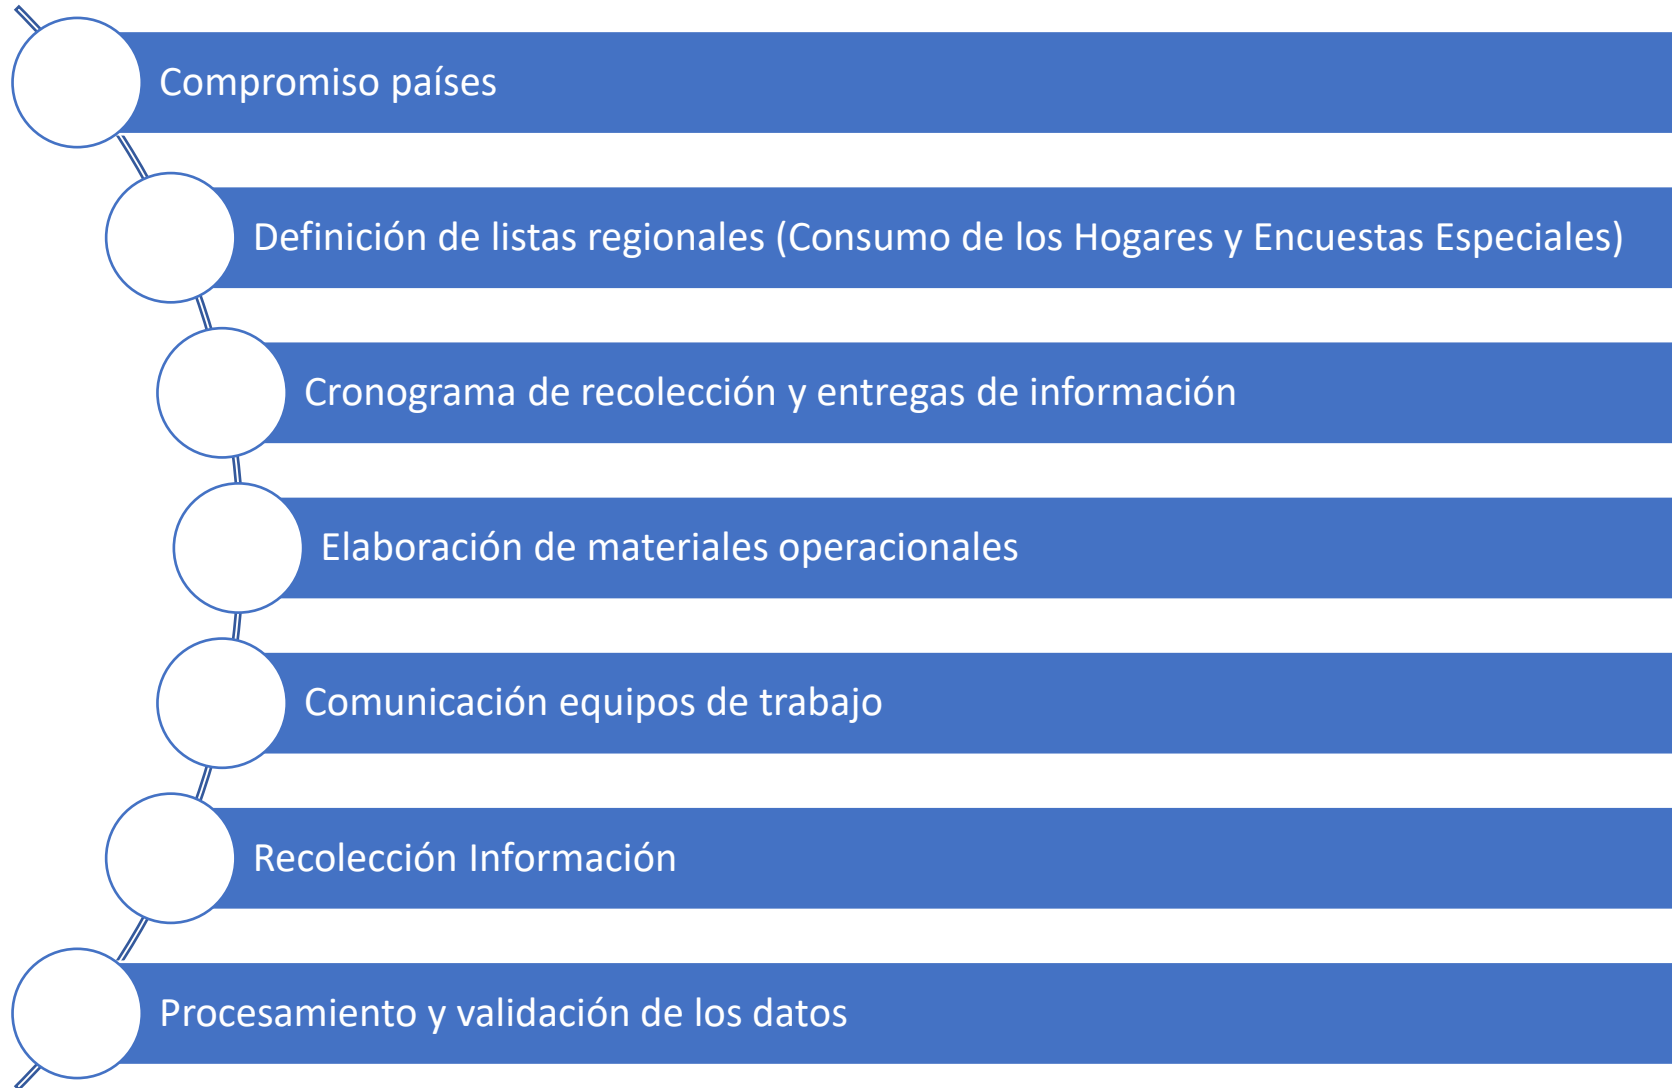 Compromiso países
Definición de listas regionales (Consumo de los Hogares y Encuestas Especiales)
Cronograma de recolección y entregas de información
Elaboración de materiales operacionales
Comunicación equipos de trabajo
Recolección Información
Procesamiento y validación de los datos